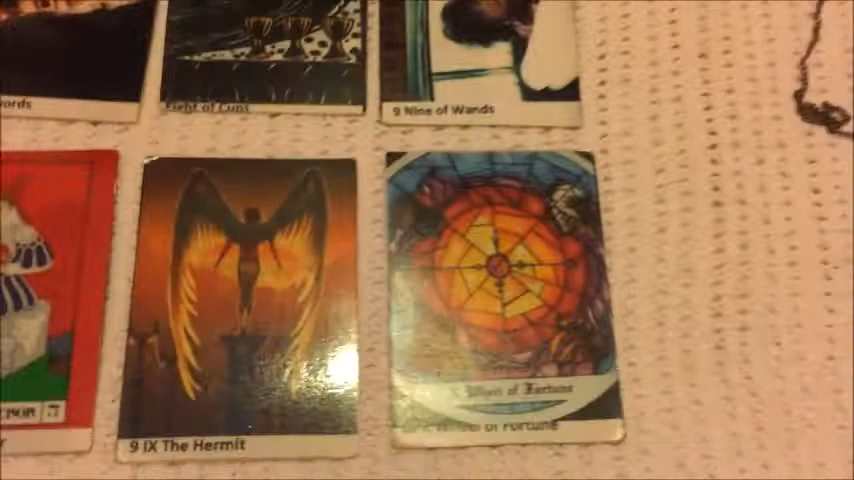 ords
Eight of Cups
9 Nine of Wands
9 IX The Hermit
X Wheel of Fortune
Wheel of Fortune